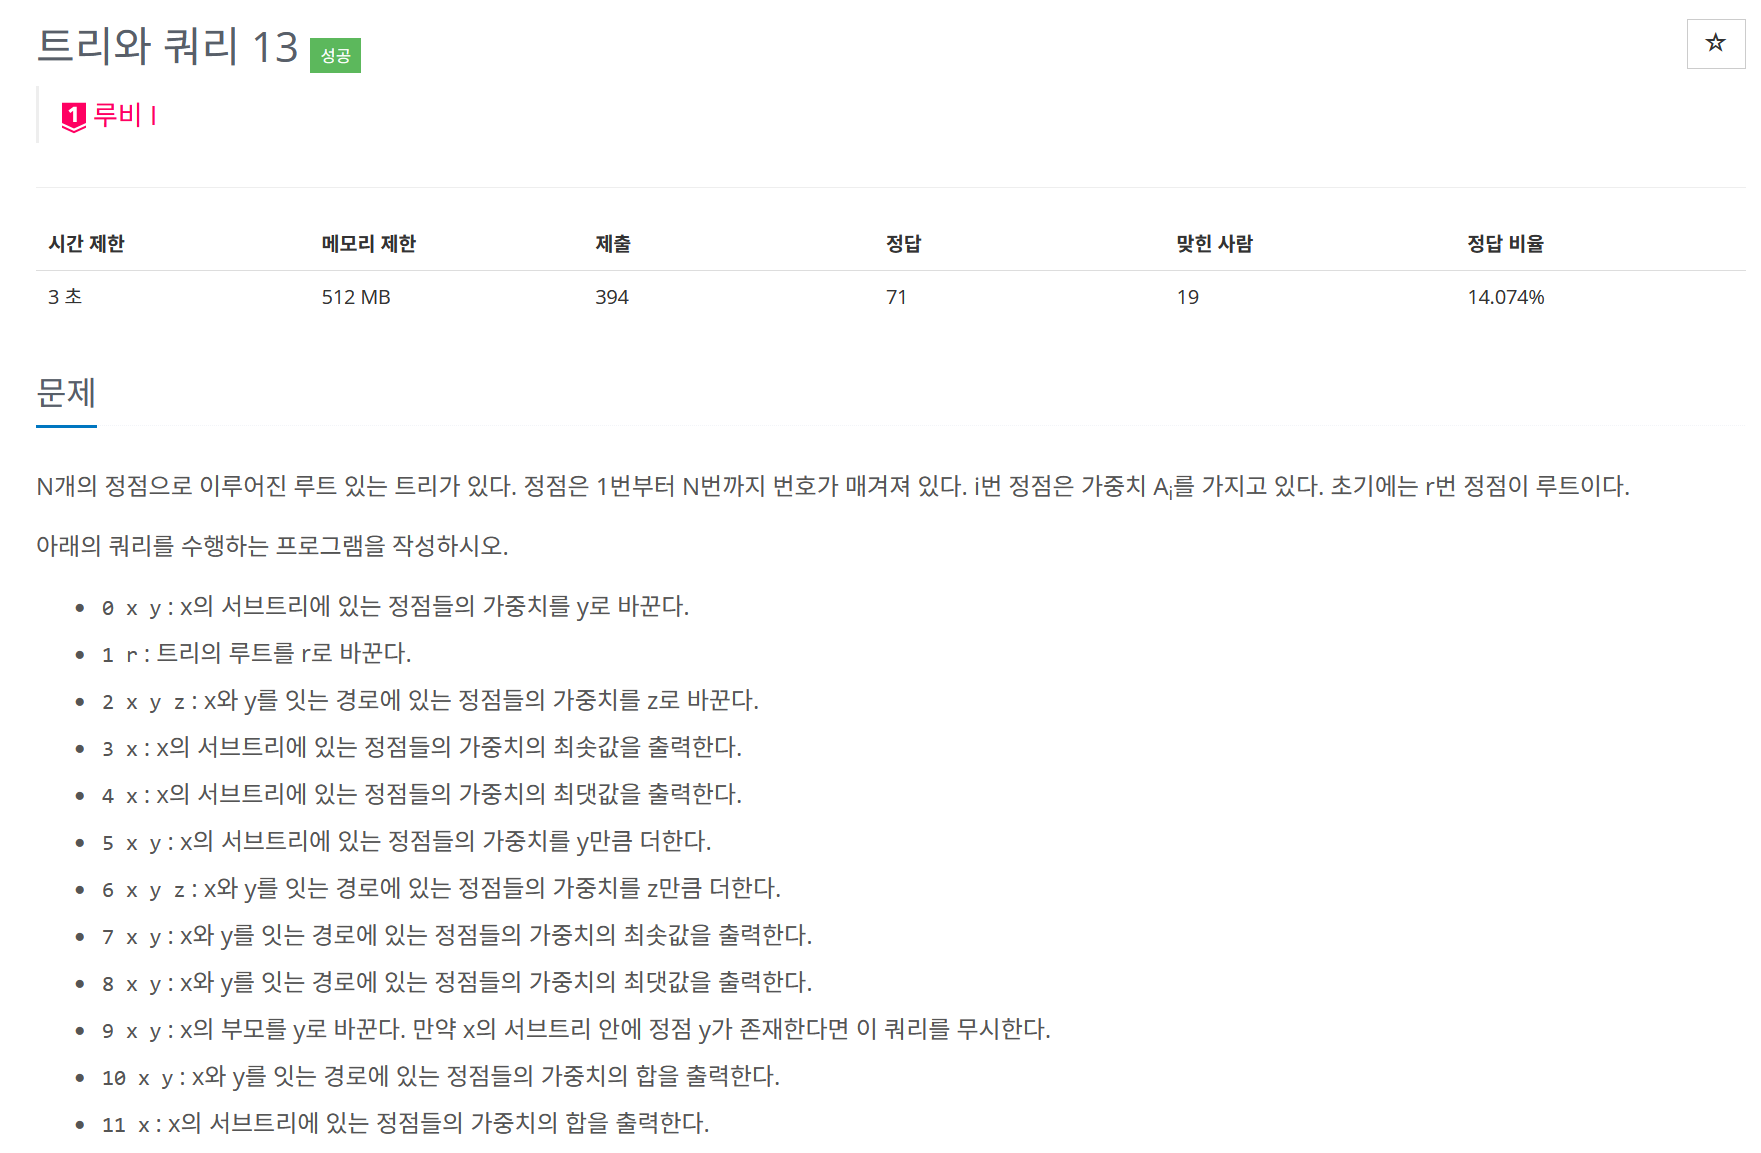 트리와 쿼리 13 성공
☆
1 루비 I
시간 제한 메모리 제한 제출 정답 맞힌 사람 정답 비율
3 초 512 MB 394 71 19 14.074%
문제
N개의 정점으로 이루어진 루트 있는 트리가 있다. 정점은 1번부터 N번까지 번호가 매겨져 있다. i번 정점은 가중치 Ai를 가지고 있다. 초기에는 r번 정점이 루트이다.
아래의 쿼리를 수행하는 프로그램을 작성하시오.
• 0 x y : x의 서브트리에 있는 정점들의 가중치를 y로 바꾼다.
• 1 r : 트리의 루트를 r로 바꾼다.
• 2 x y z : x와 y를 잇는 경로에 있는 정점들의 가중치를 z로 바꾼다.
• 3 x : x의 서브트리에 있는 정점들의 가중치의 최솟값을 출력한다.
• 4 x : x의 서브트리에 있는 정점들의 가중치의 최댓값을 출력한다.
• 5 x y : x의 서브트리에 있는 정점들의 가중치를 y만큼 더한다.
• 6 x y z : x와 y를 잇는 경로에 있는 정점들의 가중치를 z만큼 더한다.
• 7 x y : x와 y를 잇는 경로에 있는 정점들의 가중치의 최솟값을 출력한다.
• 8 x y : x와 y를 잇는 경로에 있는 정점들의 가중치의 최댓값을 출력한다.
• 9 x y : x의 부모를 y로 바꾼다. 만약 x의 서브트리 안에 정점 y가 존재한다면 이 쿼리를 무시한다.
• 10 x y : x와 y를 잇는 경로에 있는 정점들의 가중치의 합을 출력한다.
• 11 x : x의 서브트리에 있는 정점들의 가중치의 합을 출력한다.